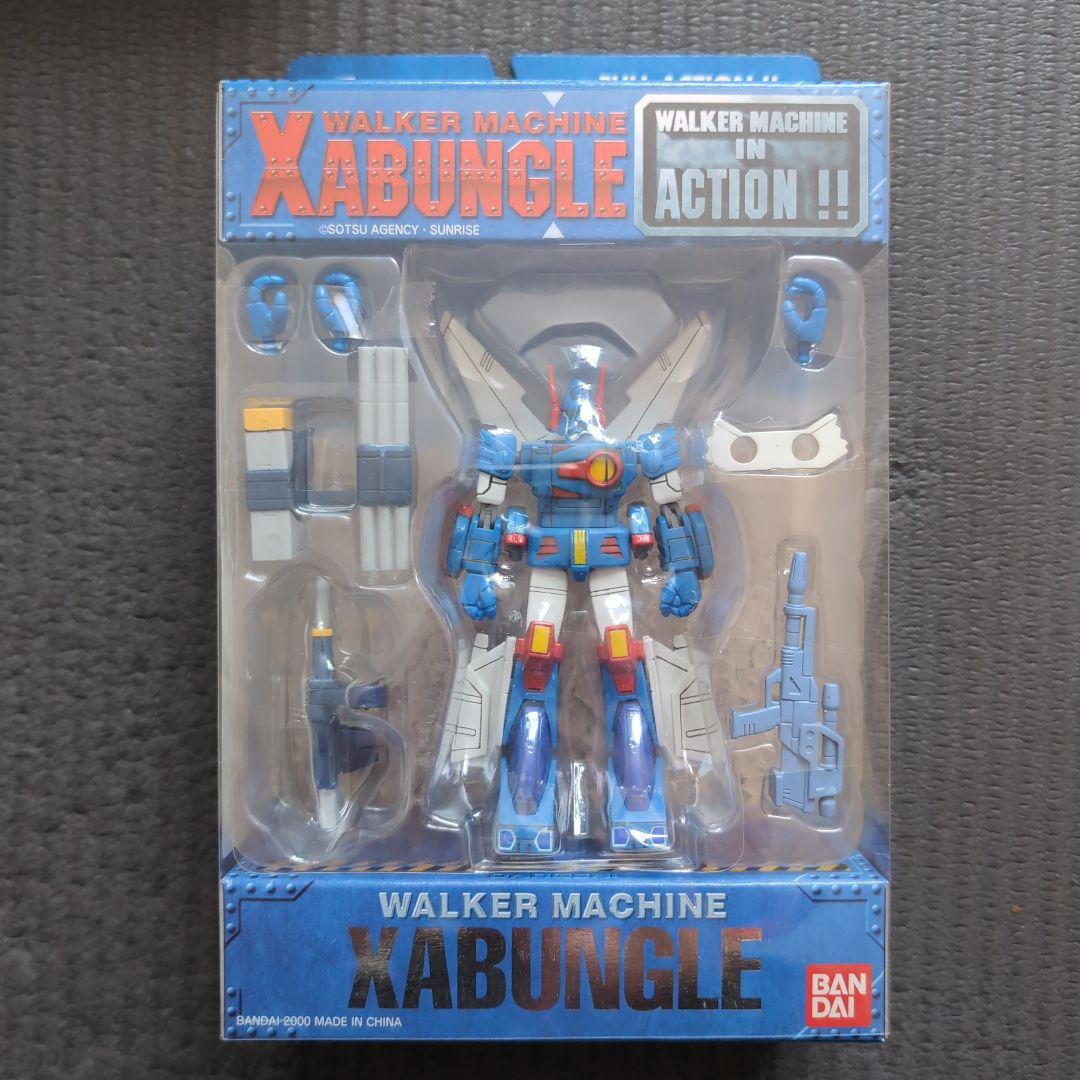 WALKER MACHINE
XABUNGLE
©SOTSU AGENCY · SUNRISE
WALKER MACHINE
IN
ACTION !!
WALKER MACHINE
XABUNGLE
BANDAI 2000 MADE IN CHINA
BAN
DAI